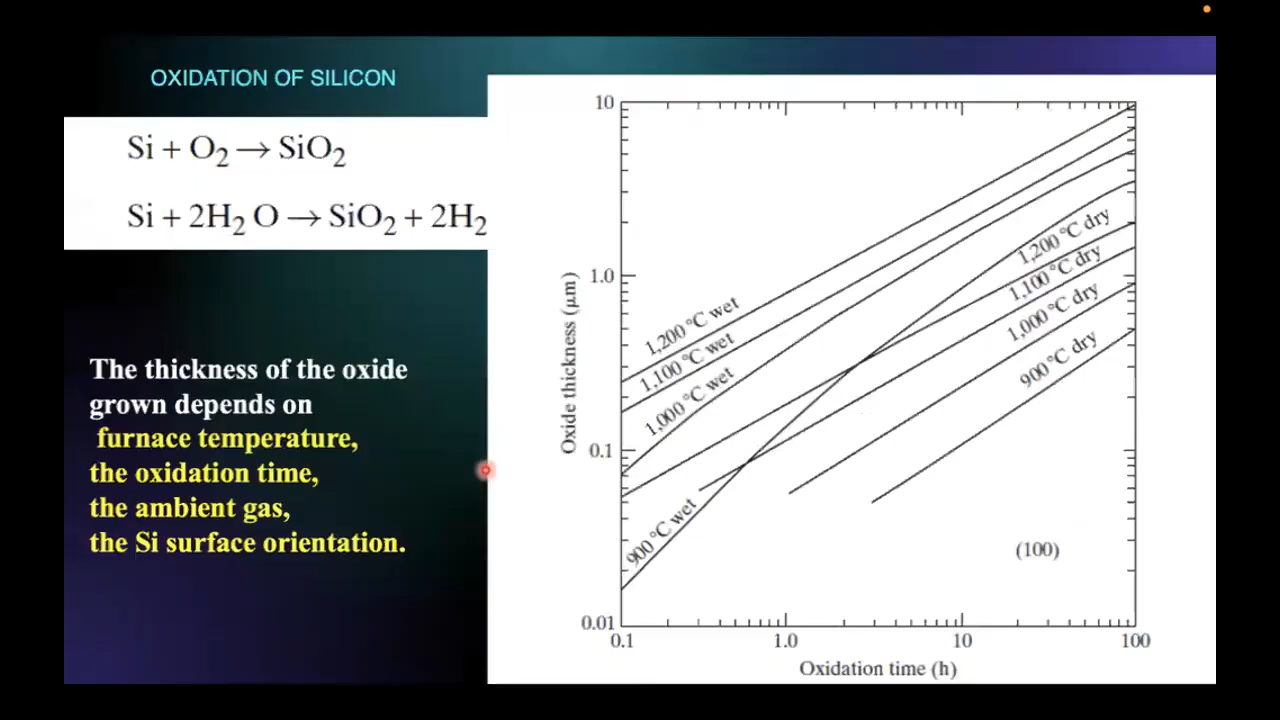 OXIDATION OF SILICON
Si + O₂ → SiO₂
Si + 2H₂ O → SiO₂ + 2H₂
The thickness of the oxide
grown depends on
furnace temperature,
the oxidation time,
the ambient gas,
the Si surface orientation.
10
1.0
0.1
0.01
Oxide thickness (μm)
1,200 °C wet
1,100 °C wet
1,000 °C wet
900 °C wet
1,200 °C dry
1,100 °C dry
1,000 °C dry
900 °C dry
(100)
0.1
1.0
10
100
Oxidation time (h)